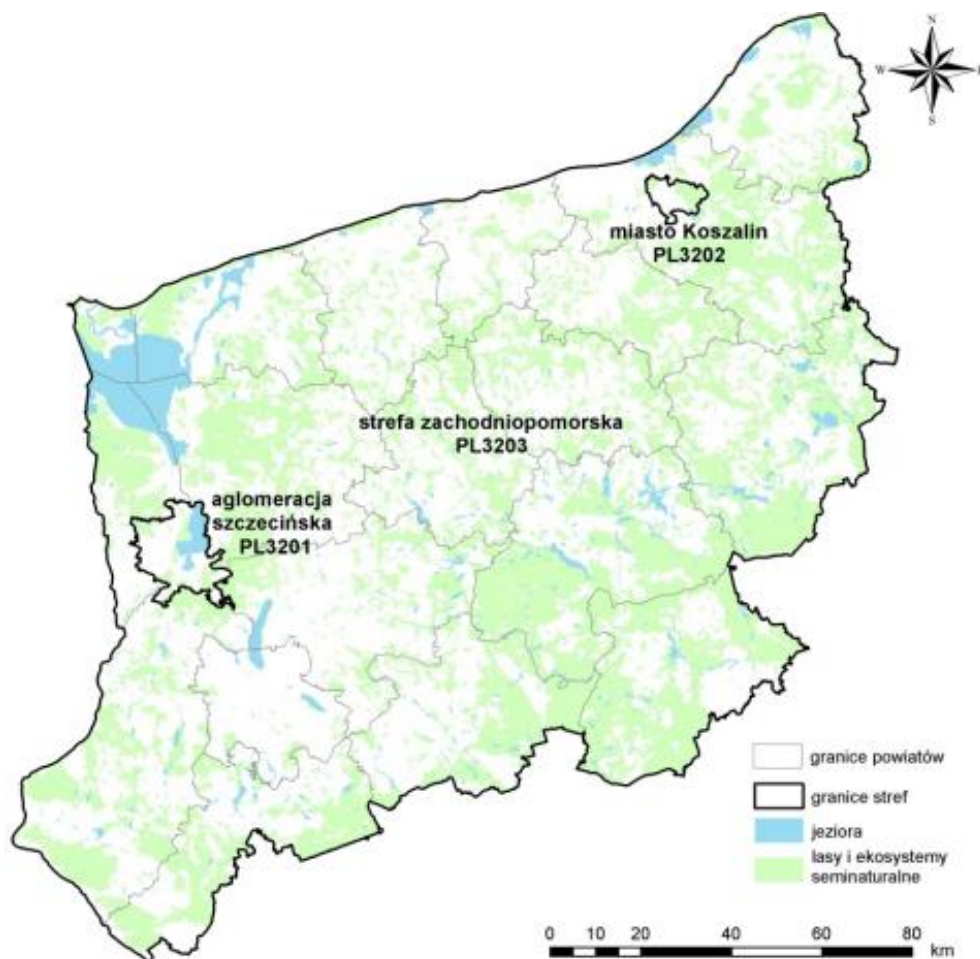 N
W
E
S
miasto Koszalin
PL3202
strefa zachodniopomorska
PL3203
aglomeracja
szczecińska
PL3201
granice powiatów
granice stref
jeziora
lasy i ekosystemy
seminaturalne
0 10 20 40 60 80
km